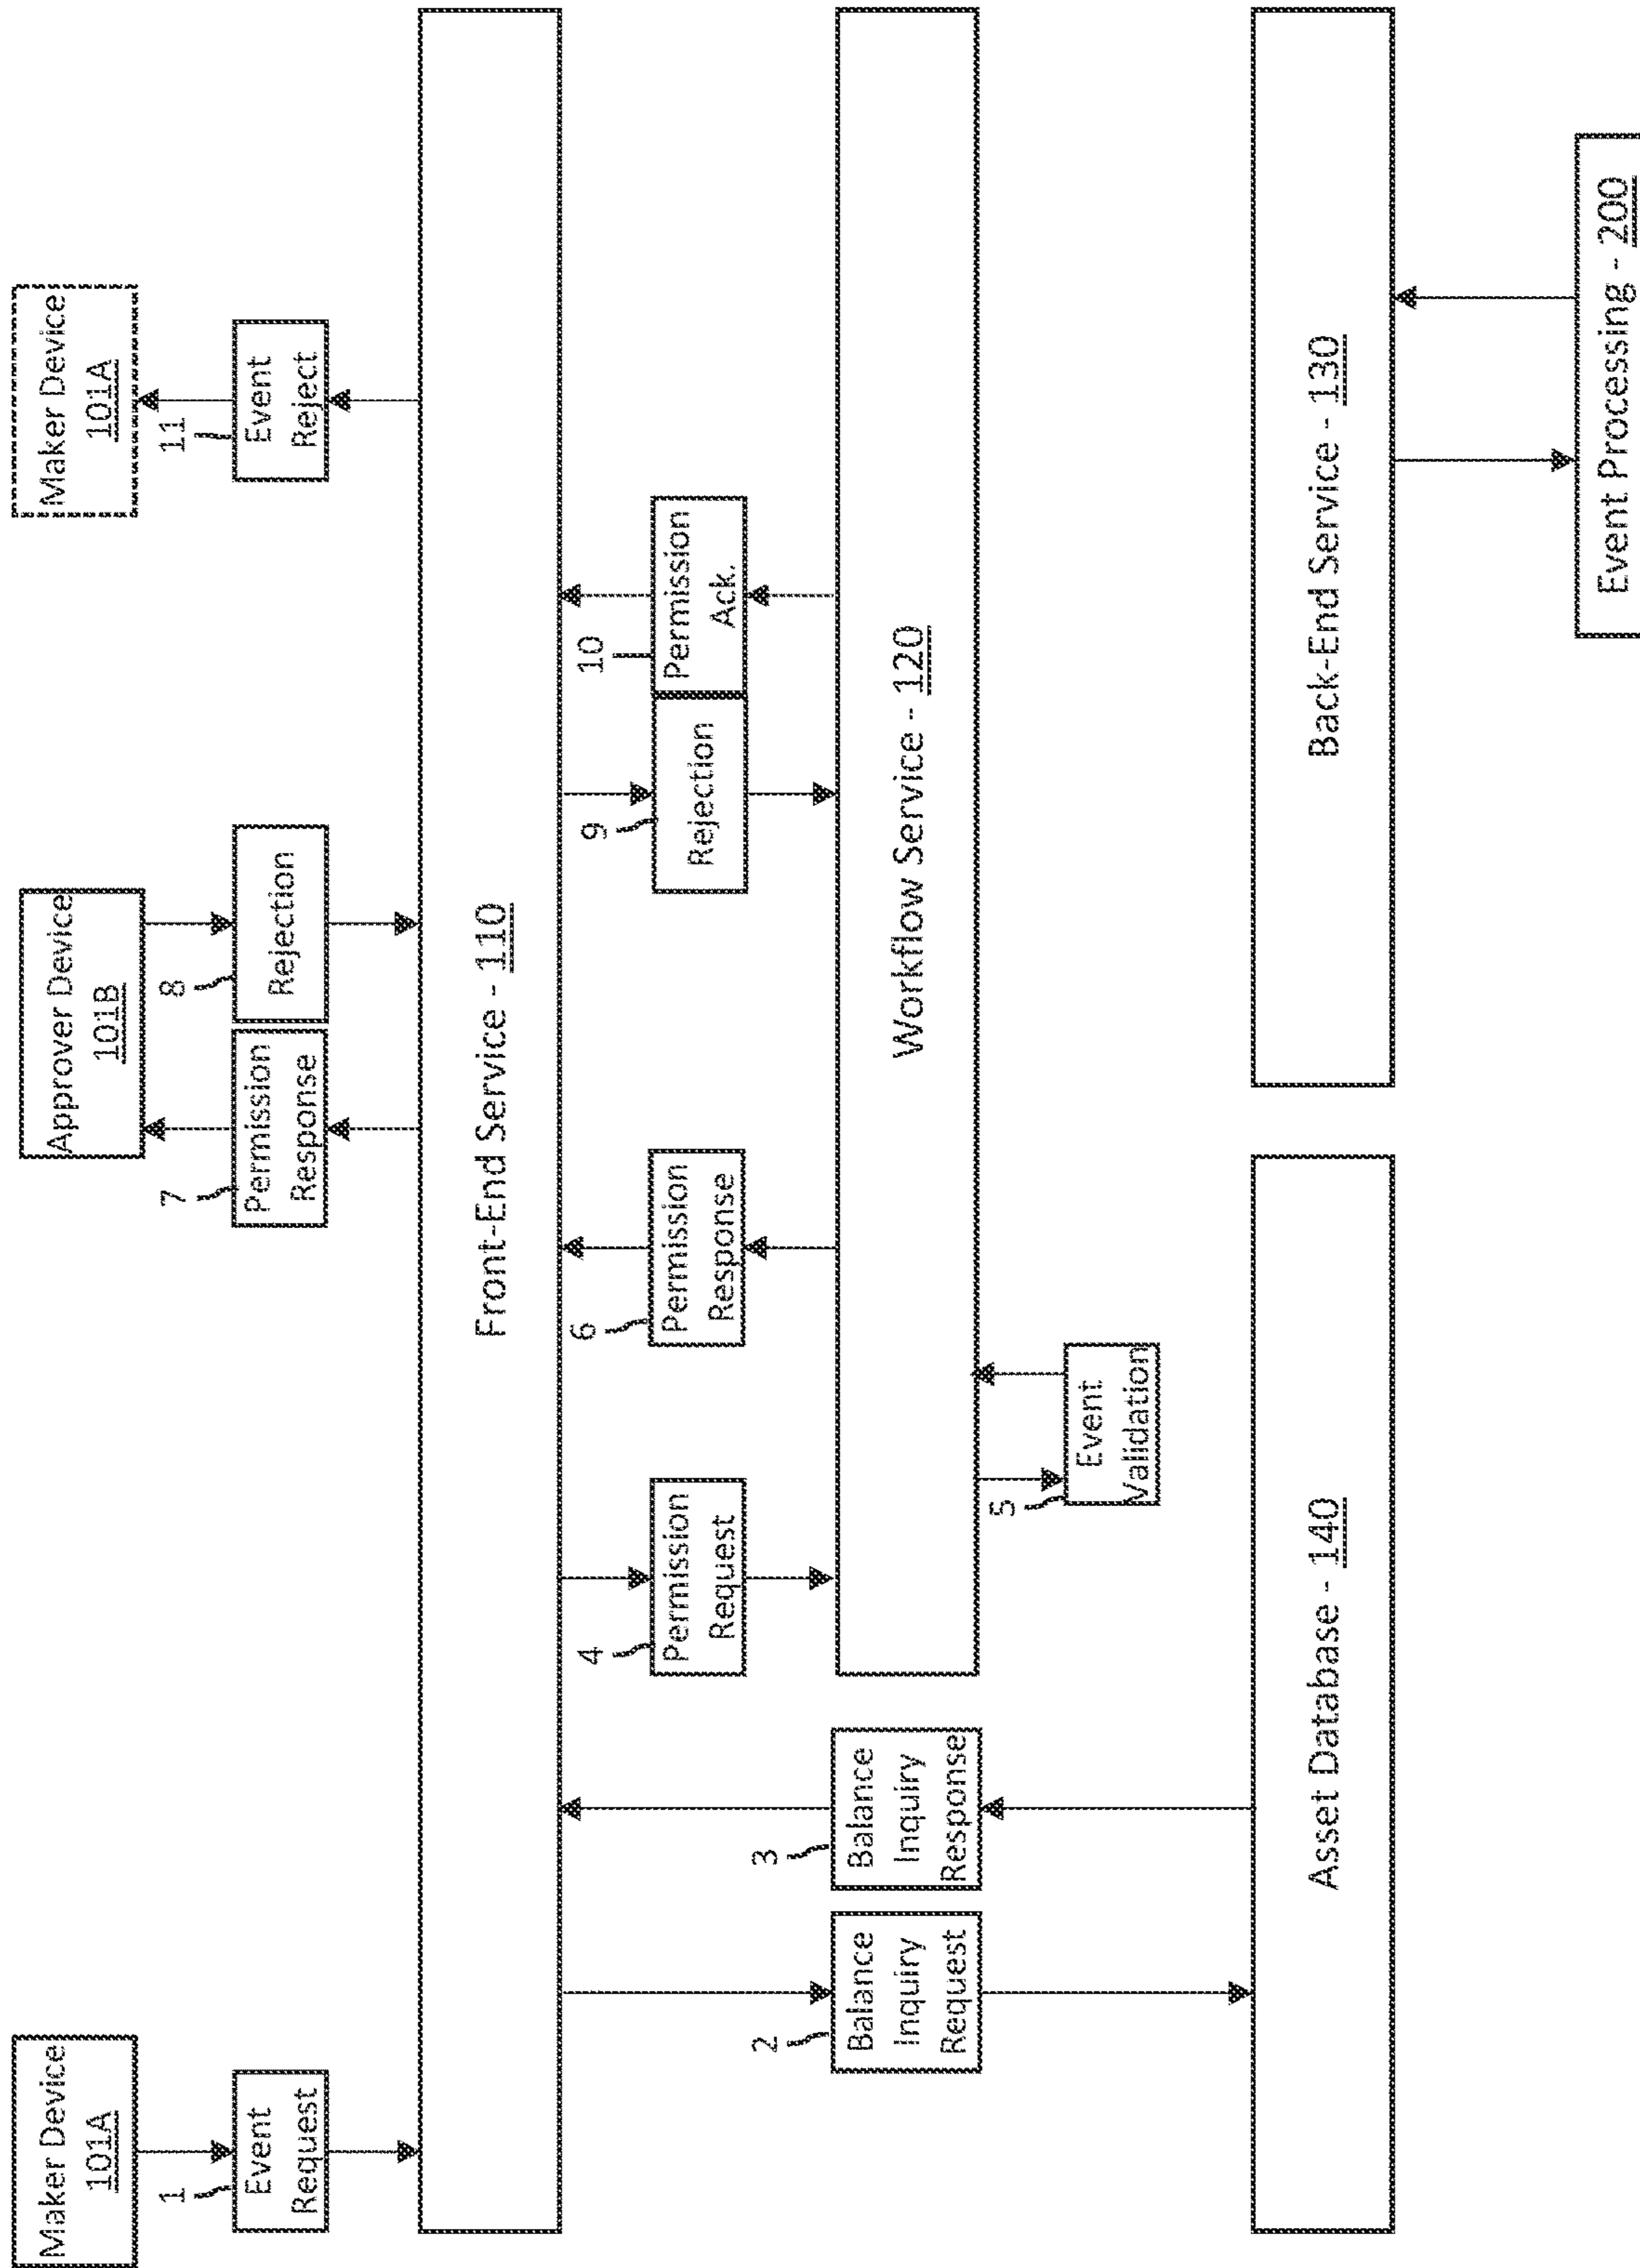 Maker Device
101A
1
Event
Request
Approver Device
101B
7
Permission
Response
8
Rejection
Maker Device
101A
11
Event
Reject
Front-End Service - 110
2
Balance
Inquiry
Request
3
Balance
Inquiry
Response
4
Permission
Request
6
Permission
Response
9
Rejection
10
Permission
Ack.
Workflow Service - 120
5
Event
Validation
Asset Database - 140
Back-End Service - 130
Event Processing - 200